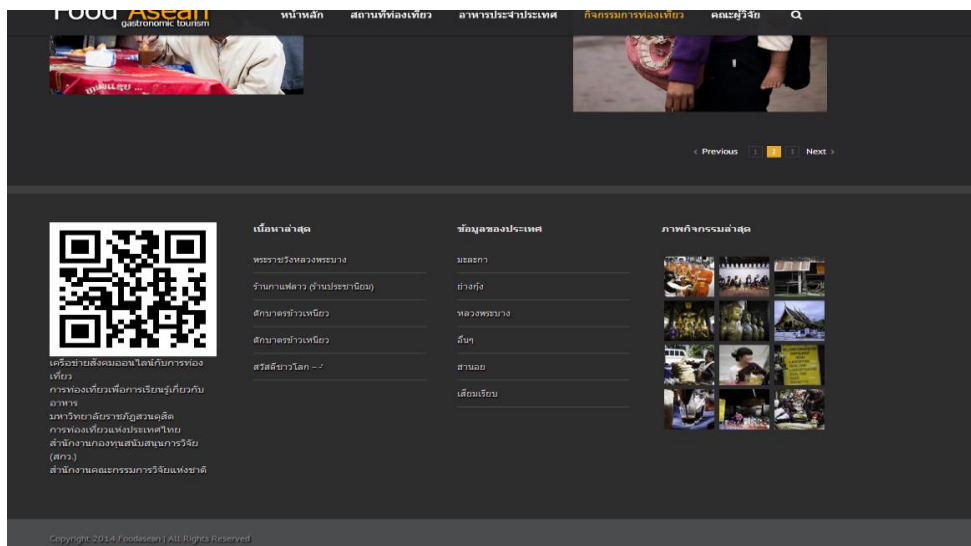 Food Asean
gastronomic tourism
หน้าหลัก สถานที่ท่องเที่ยว อาหารประจำประเทศ กิจกรรมการท่องเที่ยว คณะผู้วิจัย
‹ Previous 1 2 3 Next ›
เครือข่ายสังคมออนไลน์กับการท่อง
เที่ยว
การท่องเที่ยวเพื่อการเรียนรู้เกี่ยวกับ
อาหาร
มหาวิทยาลัยราชภัฏสวนดุสิต
การท่องเที่ยวแห่งประเทศไทย
สำนักงานกองทุนสนับสนุนการวิจัย
(สกว.)
สำนักงานคณะกรรมการวิจัยแห่งชาติ
เนื้อหาล่าสุด
พระราชวังหลวงพระบาง
ร้านกาแฟลาว (ร้านประชานิยม)
ตักบาตรข้าวเหนียว
ตักบาตรข้าวเหนียว
สวัสดีชาวโลก –
ข้อมูลของประเทศ
มะละกา
ย่างกุ้ง
หลวงพระบาง
อื่นๆ
ฮานอย
เสียมเรียบ
ภาพกิจกรรมล่าสุด
Copyright 2014 Foodasean | All Rights Reserved